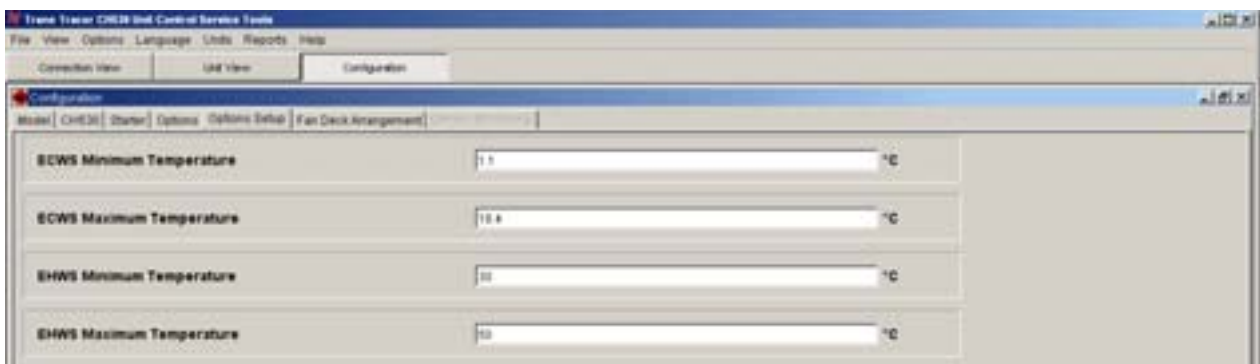 Trane Tracer CH530 Unit Control Service Tools
File View Options Language Units Reports Help
Connection View Unit View Configuration
Configuration
Model CH530 Starter Options Options Setup Fan Deck Arrangement
ECWS Minimum Temperature 1.1 °C
ECWS Maximum Temperature 18.4 °C
EHWS Minimum Temperature 30 °C
EHWS Maximum Temperature °C